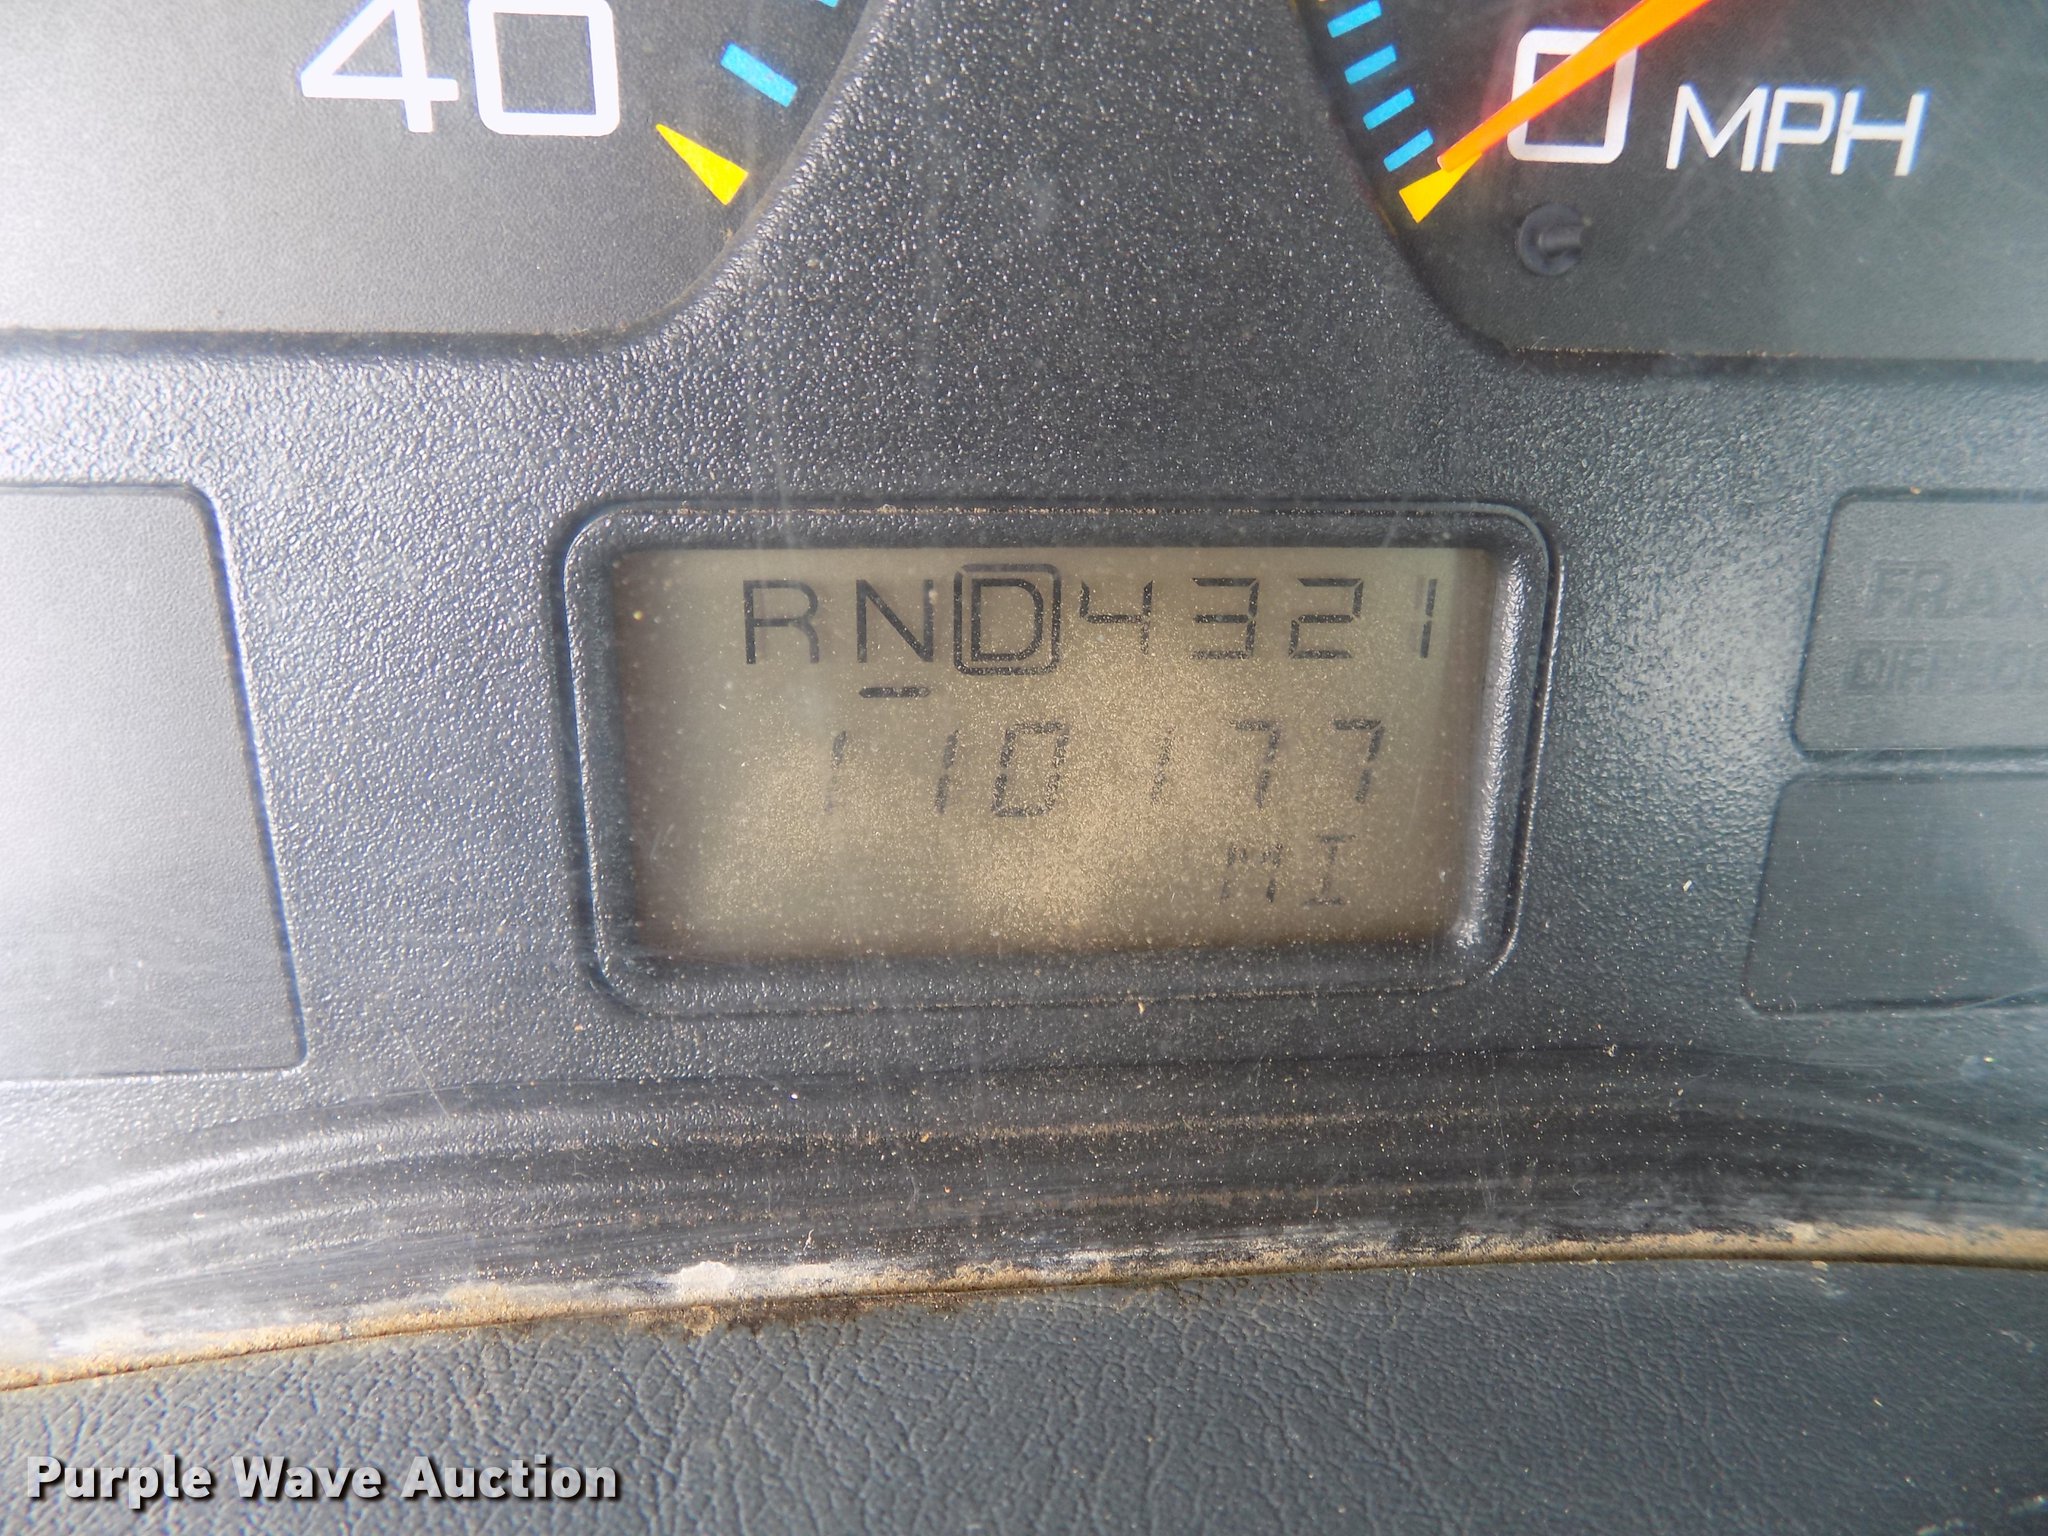 40
0 MPH
RND4321
110177
MI
Purple Wave Auction